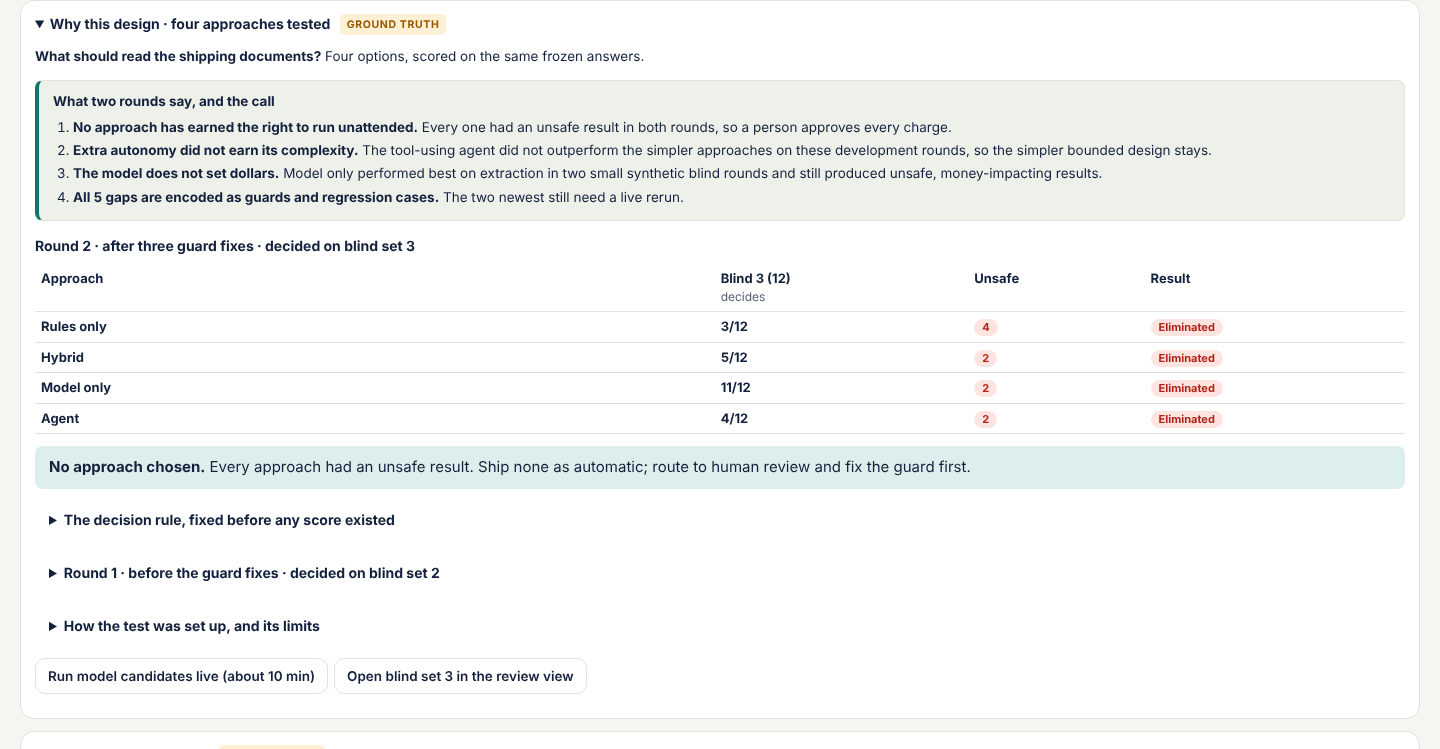 Why this design · four approaches tested GROUND TRUTH
What should read the shipping documents? Four options, scored on the same frozen answers.
What two rounds say, and the call
1. No approach has earned the right to run unattended. Every one had an unsafe result in both rounds, so a person approves every charge.
2. Extra autonomy did not earn its complexity. The tool-using agent did not outperform the simpler approaches on these development rounds, so the simpler bounded design stays.
3. The model does not set dollars. Model only performed best on extraction in two small synthetic blind rounds and still produced unsafe, money-impacting results.
4. All 5 gaps are encoded as guards and regression cases. The two newest still need a live rerun.
Round 2 · after three guard fixes · decided on blind set 3
Approach Blind 3 (12) Unsafe Result
decides
Rules only 3/12 4 Eliminated
Hybrid 5/12 2 Eliminated
Model only 11/12 2 Eliminated
Agent 4/12 2 Eliminated
No approach chosen. Every approach had an unsafe result. Ship none as automatic; route to human review and fix the guard first.
The decision rule, fixed before any score existed
Round 1 · before the guard fixes · decided on blind set 2
How the test was set up, and its limits
Run model candidates live (about 10 min) Open blind set 3 in the review view